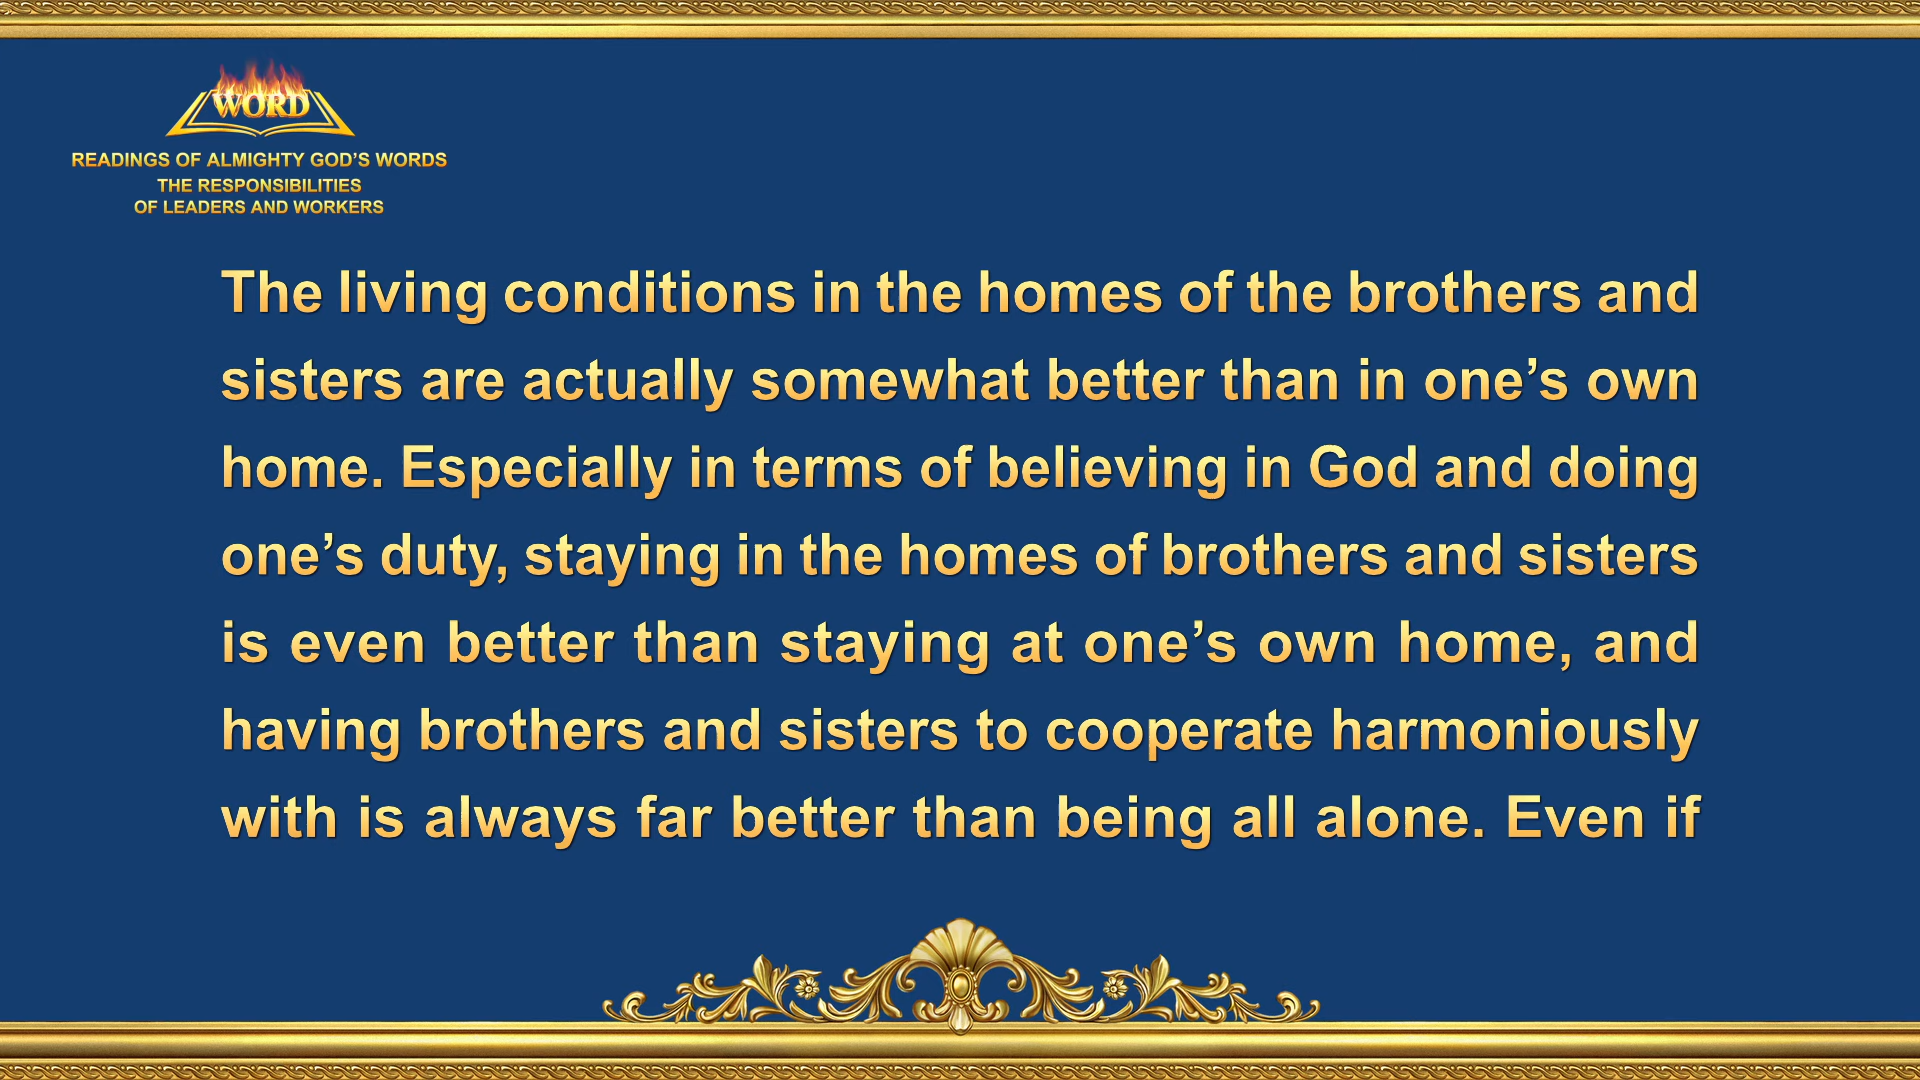 WORD
READINGS OF ALMIGHTY GOD’S WORDS
THE RESPONSIBILITIES
OF LEADERS AND WORKERS
The living conditions in the homes of the brothers and
sisters are actually somewhat better than in one’s own
home. Especially in terms of believing in God and doing
one’s duty, staying in the homes of brothers and sisters
is even better than staying at one’s own home, and
having brothers and sisters to cooperate harmoniously
with is always far better than being all alone. Even if